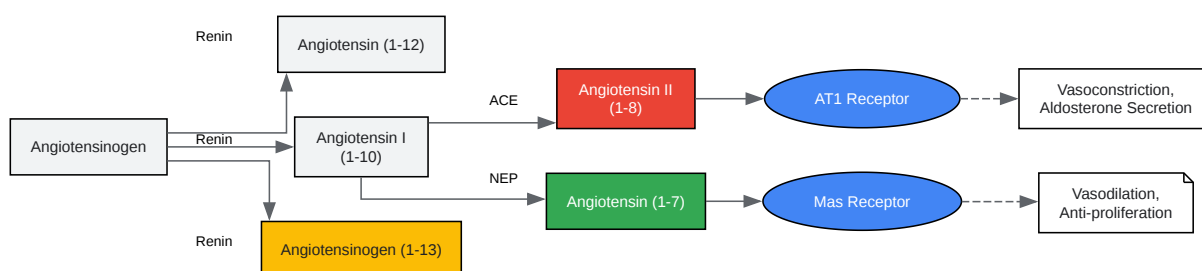 Renin
Angiotensin (1-12)
Angiotensinogen
Renin
Angiotensin I
(1-10)
Renin
Angiotensinogen (1-13)
ACE
Angiotensin II
(1-8)
AT1 Receptor
Vasoconstriction,
Aldosterone Secretion
NEP
Angiotensin (1-7)
Mas Receptor
Vasodilation,
Anti-proliferation